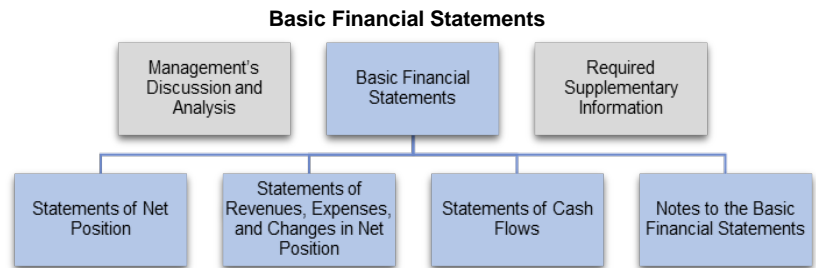 Basic Financial Statements
Management's
Discussion and
Analysis
Basic Financial
Statements
Required
Supplementary
Information
Statements of Net
Position
Statements of
Revenues, Expenses,
and Changes in Net
Position
Statements of Cash
Flows
Notes to the Basic
Financial Statements